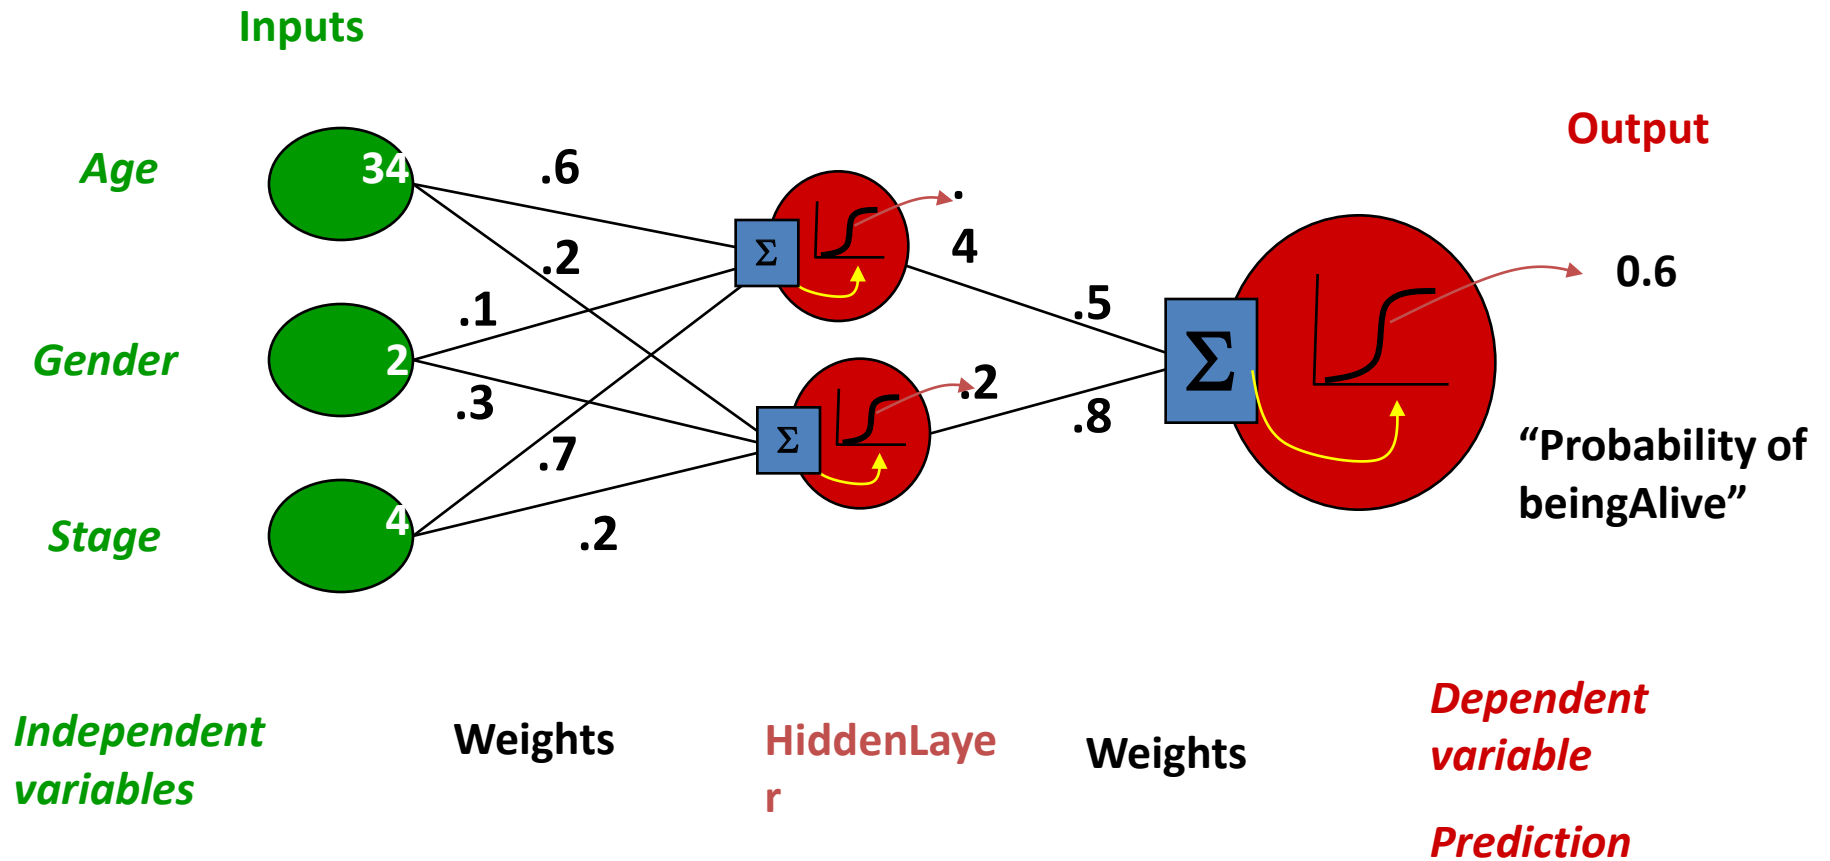 Inputs
Output
Age
34
.6
.
4
.2
Σ
0.6
.1
.5
Gender
2
Σ
.3
.2
.8
Σ
“Probability of
beingAlive”
.7
Stage
4
.2
Independent
variables
Weights
HiddenLaye
r
Weights
Dependent
variable
Prediction